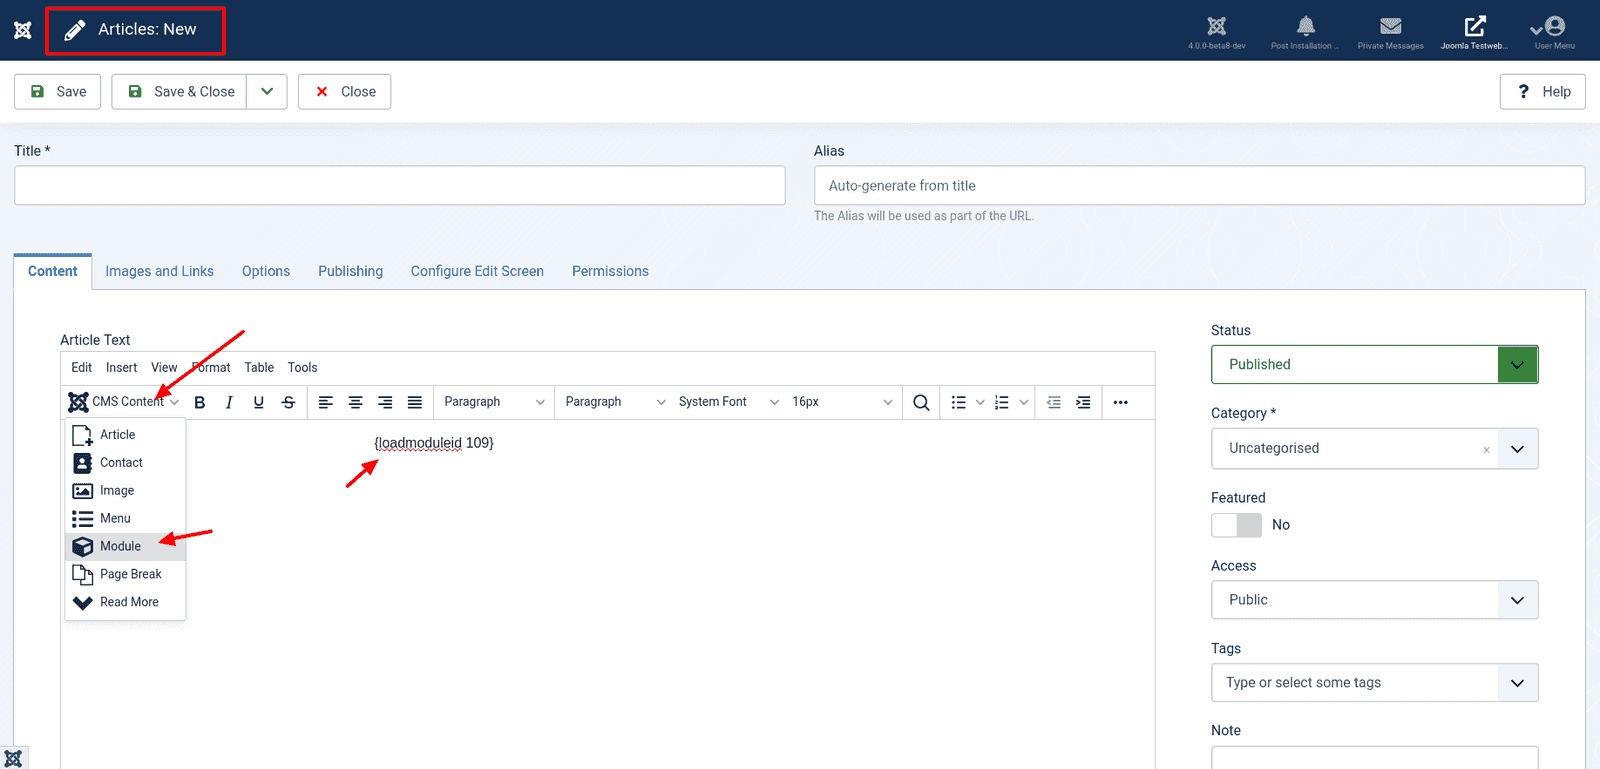 Articles: New
4.0.0-beta8-dev
Post Installation ...
Private Messages
Joomla Testweb...
User Menu
Save
Save & Close
Close
? Help
Title *
Alias
Auto-generate from title
The Alias will be used as part of the URL.
Content
Images and Links
Options
Publishing
Configure Edit Screen
Permissions
Article Text
Edit Insert View Format Table Tools
CMS Content B I U S Paragraph Paragraph System Font 16px
Article
Contact
Image
Menu
Module
Page Break
Read More
{loadmoduleid 109}
Status
Published
Category *
Uncategorised
Featured
No
Access
Public
Tags
Type or select some tags
Note